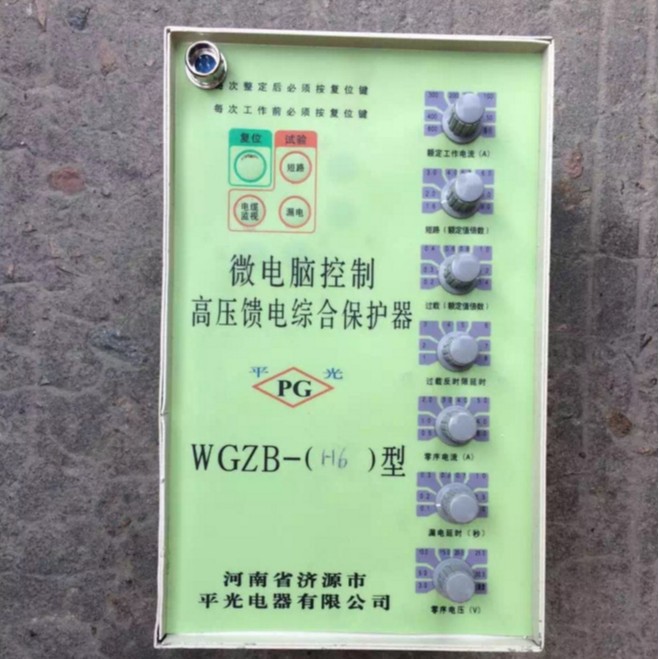 每次整定后必须按复位键
每次工作前必须按复位键
复位
试验
短路
电缆
监视
漏电
微电脑控制
高压馈电综合保护器
平 PG 光
WGZB-(H6)型
河南省济源市
平光电器有限公司
额定工作电流(A)
短路(额定值倍数)
过载(额定值倍数)
过载反时限延时
零序电流(A)
漏电延时(秒)
零序电压(V)